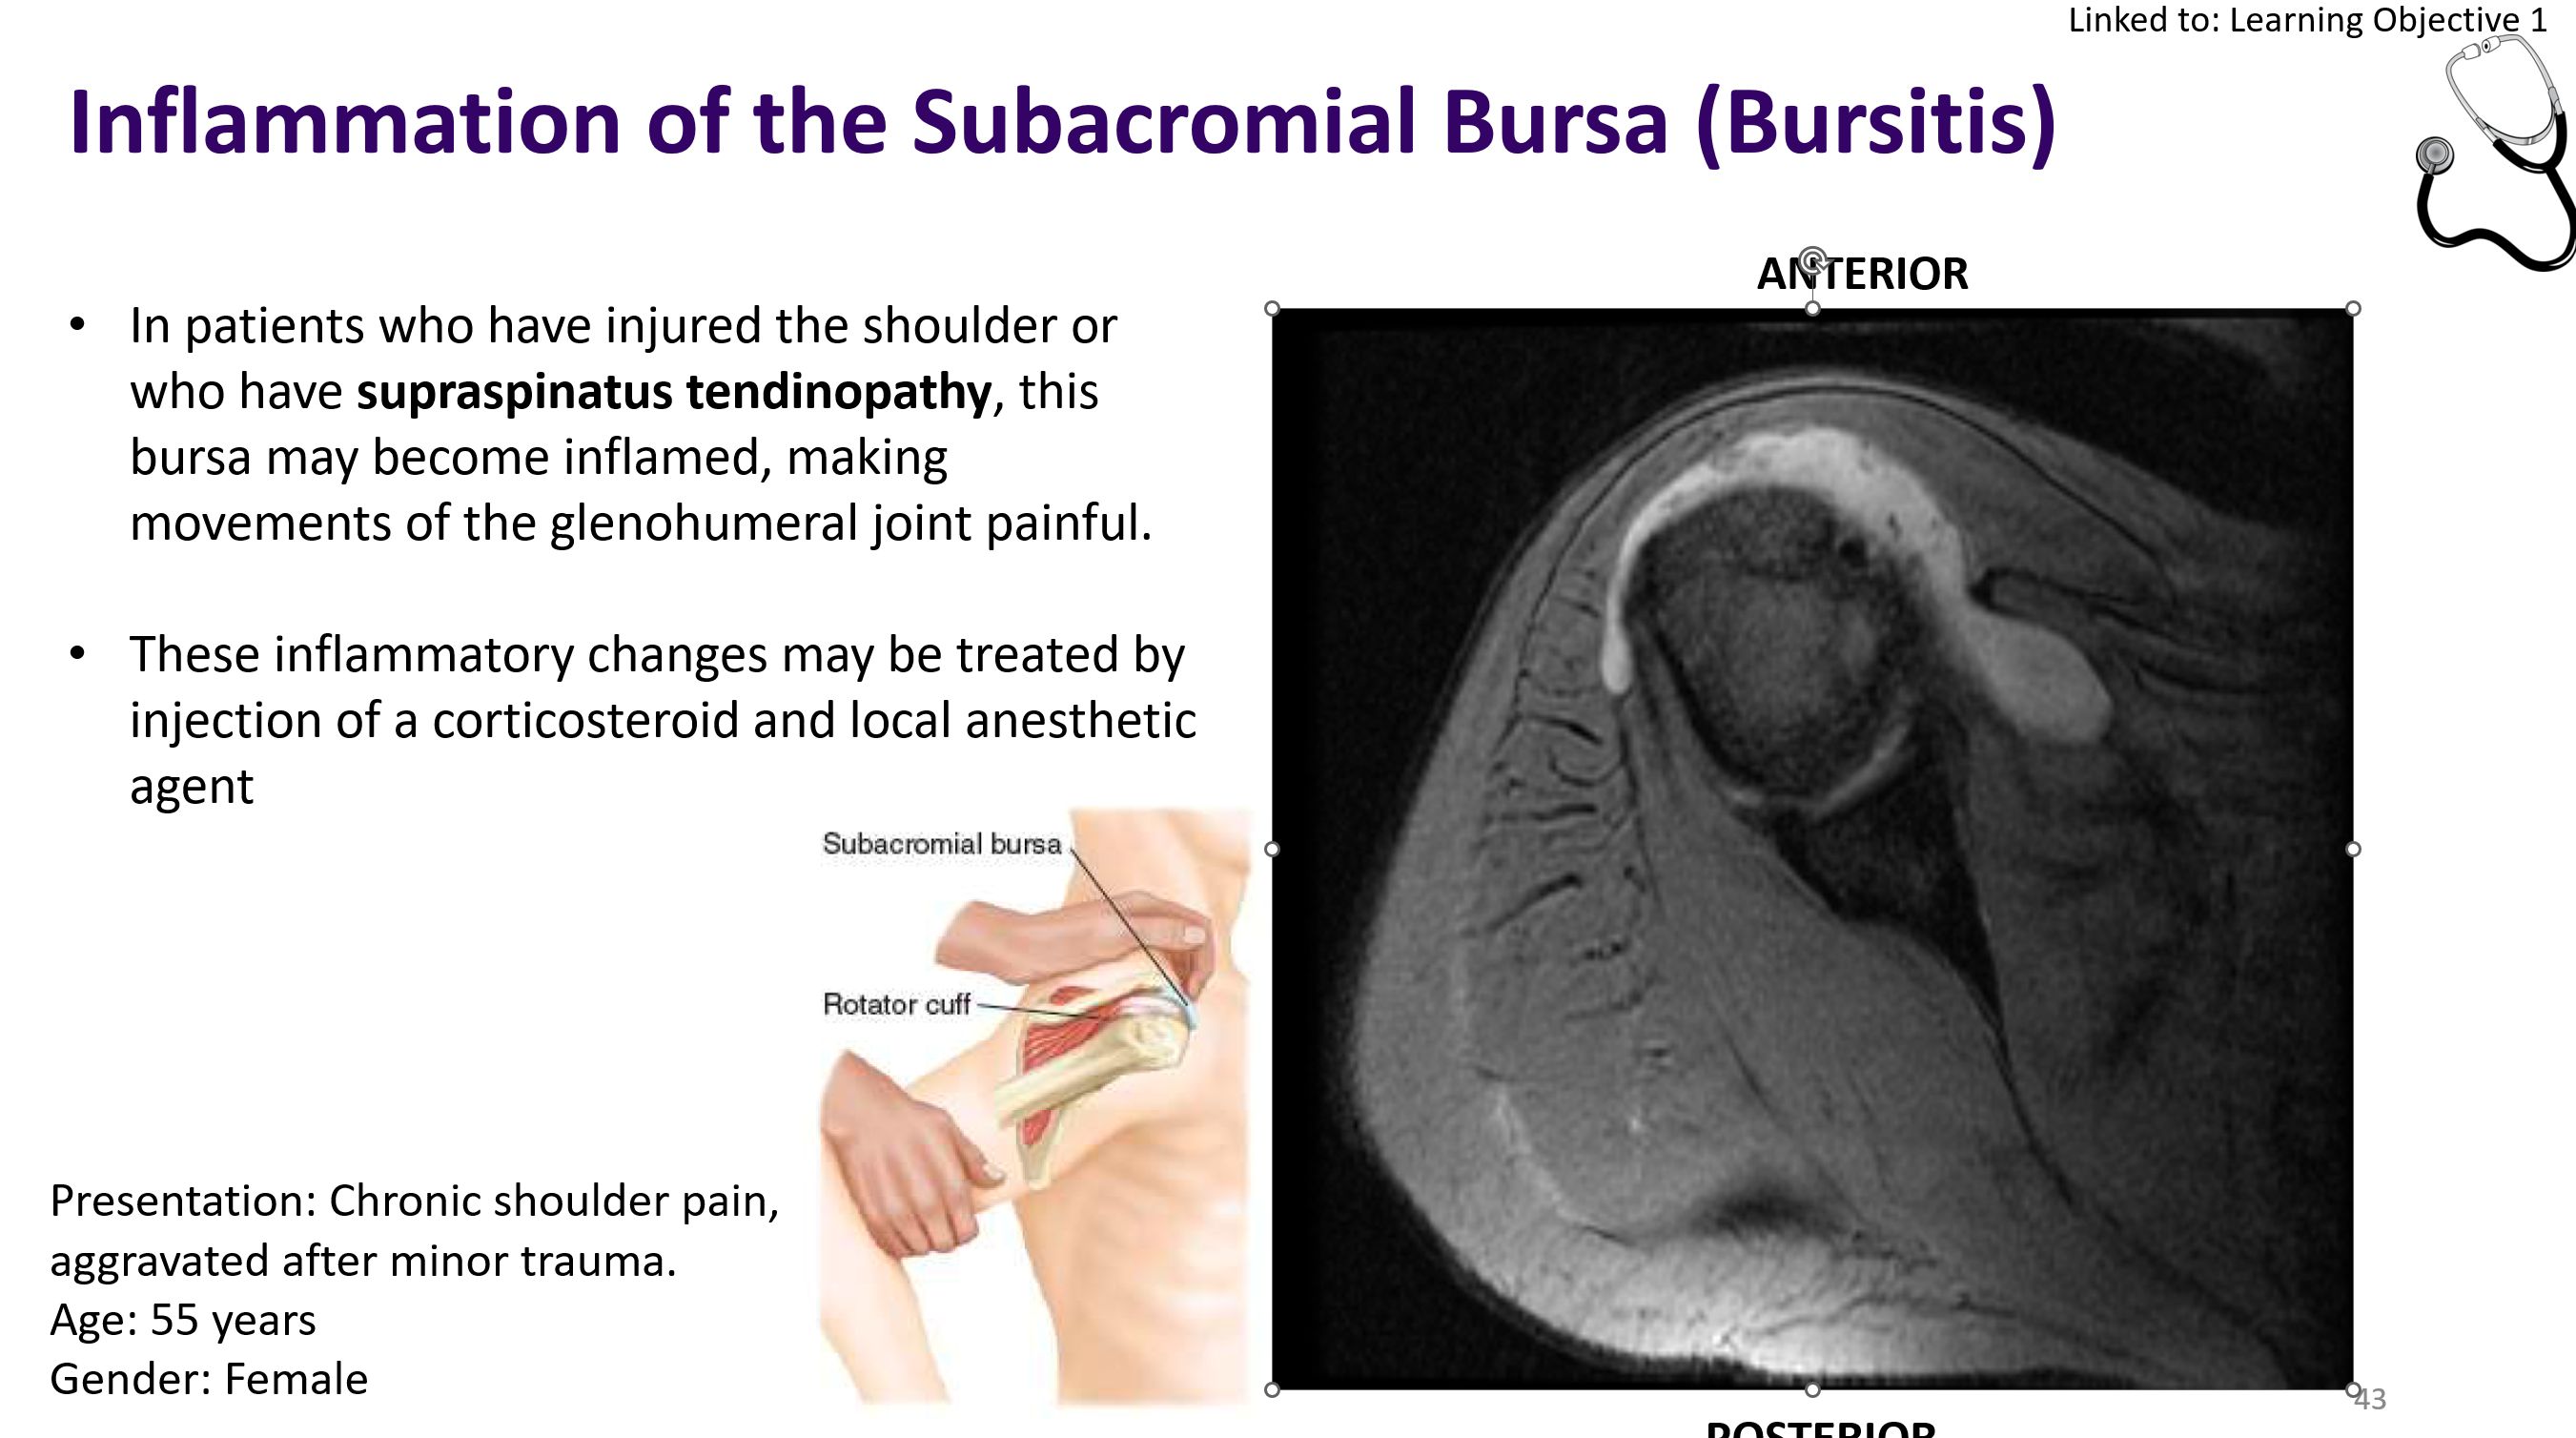 Linked to: Learning Objective 1
Inflammation of the Subacromial Bursa (Bursitis)
ANTERIOR
• In patients who have injured the shoulder or
who have supraspinatus tendinopathy, this
bursa may become inflamed, making
movements of the glenohumeral joint painful.
• These inflammatory changes may be treated by
injection of a corticosteroid and local anesthetic
agent
Subacromial bursa
Rotator cuff
Presentation: Chronic shoulder pain,
aggravated after minor trauma.
Age: 55 years
Gender: Female
43
POSTERIOR